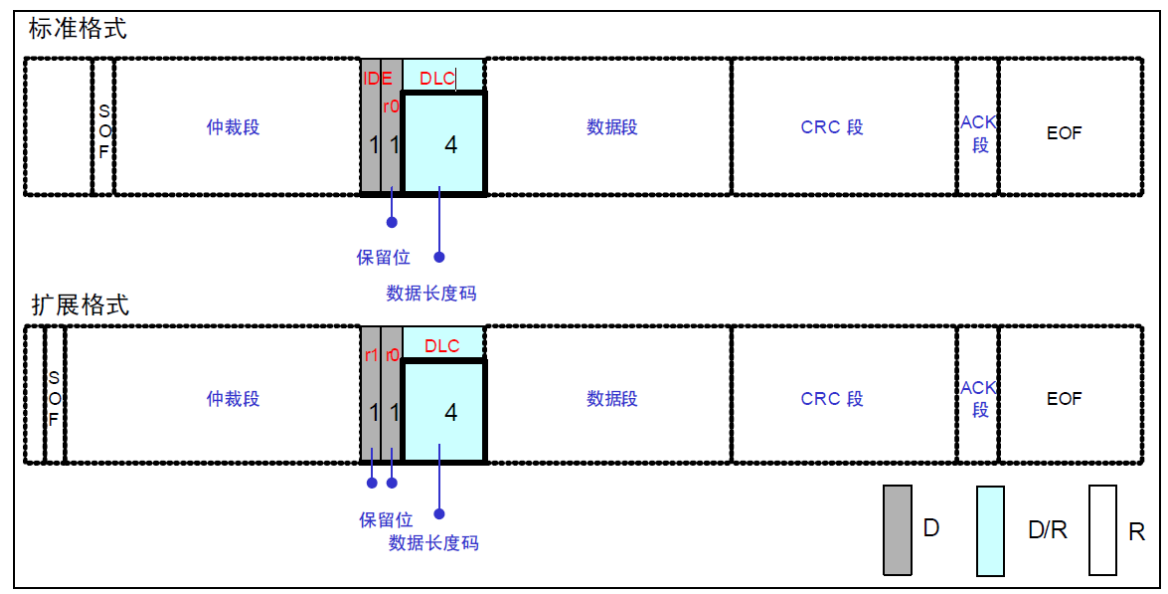 标准格式
SOF
仲裁段
IDE
r0
DLC
1
1
4
数据段
CRC 段
ACK
段
EOF
保留位
数据长度码
扩展格式
SOF
仲裁段
r1
r0
DLC
1
1
4
数据段
CRC 段
ACK
段
EOF
保留位
数据长度码
D
D/R
R